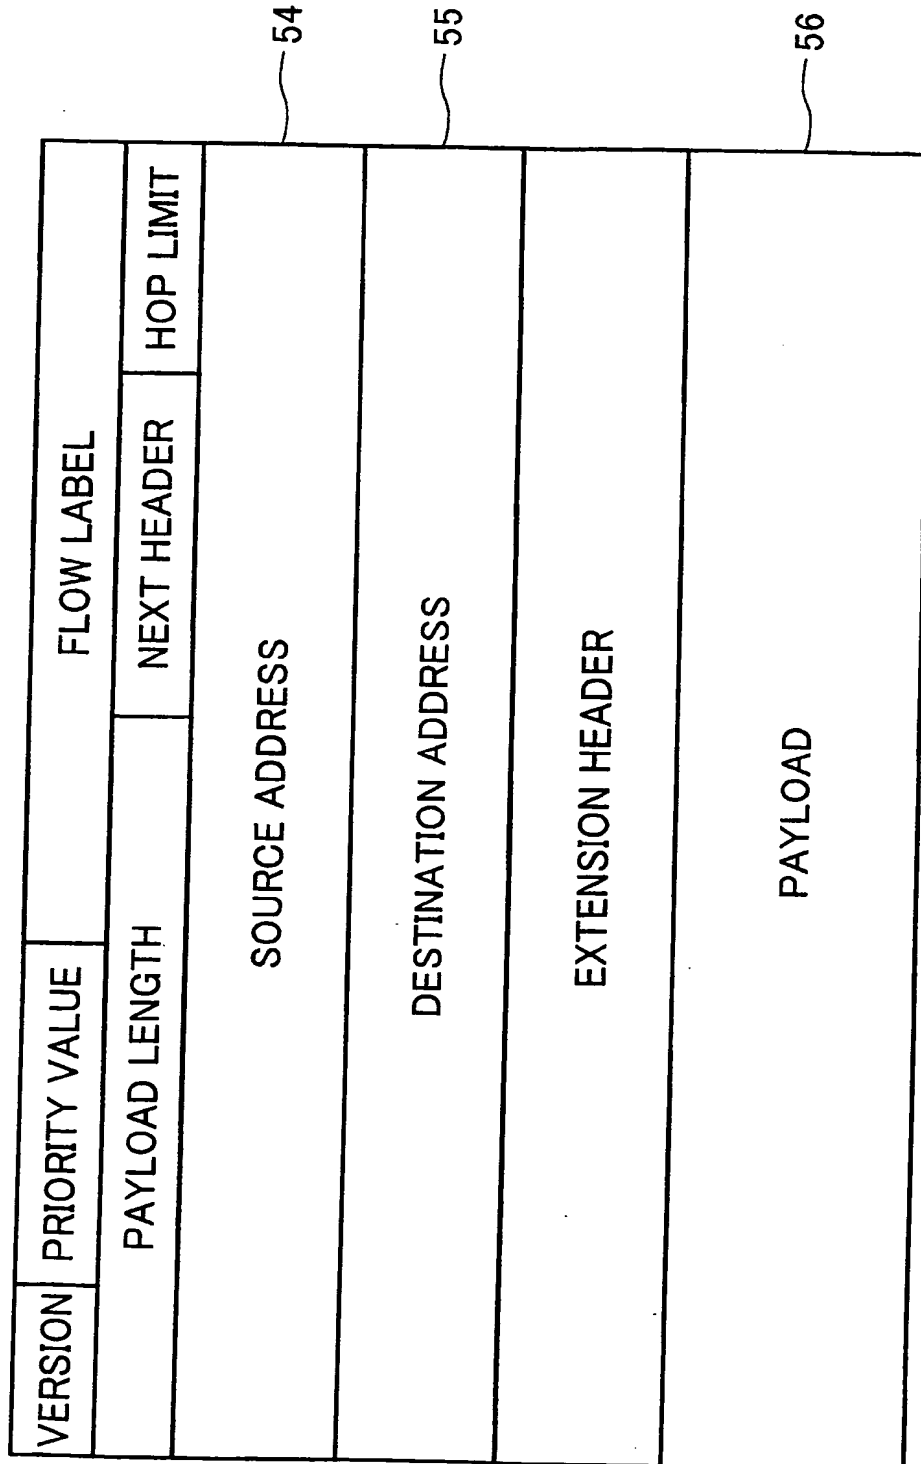 VERSION PRIORITY VALUE FLOW LABEL
PAYLOAD LENGTH NEXT HEADER HOP LIMIT
SOURCE ADDRESS 54
DESTINATION ADDRESS 55
EXTENSION HEADER
PAYLOAD 56